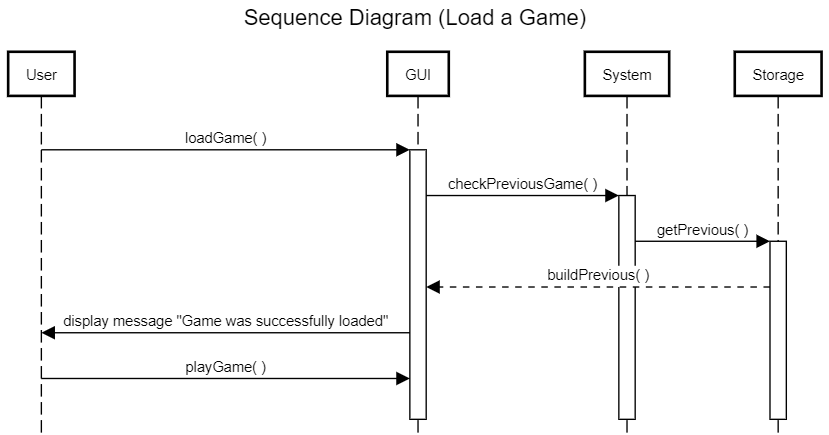 Sequence Diagram (Load a Game)
User
GUI
System
Storage
loadGame( )
checkPreviousGame( )
getPrevious( )
buildPrevious( )
display message "Game was successfully loaded"
playGame( )